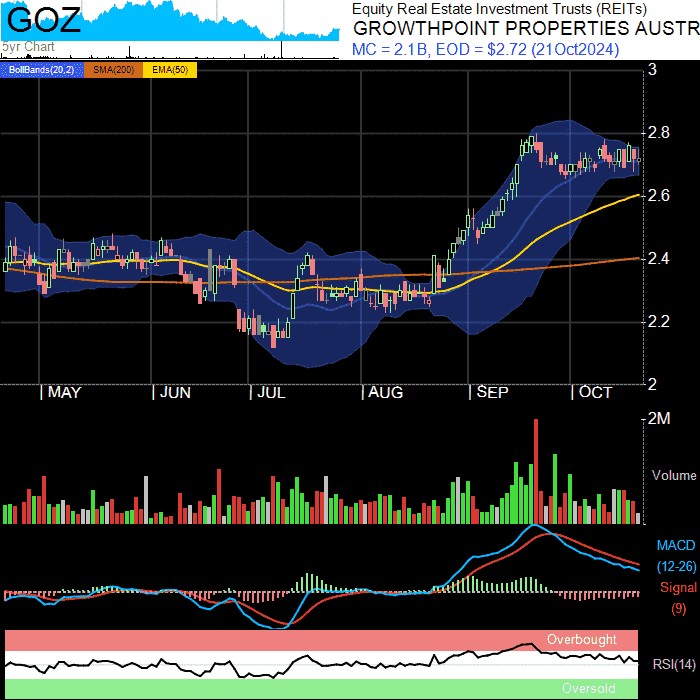 GOZ
5yr Chart
Equity Real Estate Investment Trusts (REITs)
GROWTHPOINT PROPERTIES AUSTR
MC = 2.1B, EOD = $2.72 (21Oct2024)
BollBands(20,2) SMA(200) EMA(50)
3
2.8
2.6
2.4
2.2
2
MAY JUN JUL AUG SEP OCT
2M
Volume
MACD
(12-26)
Signal
(9)
Overbought
RSI(14)
Oversold